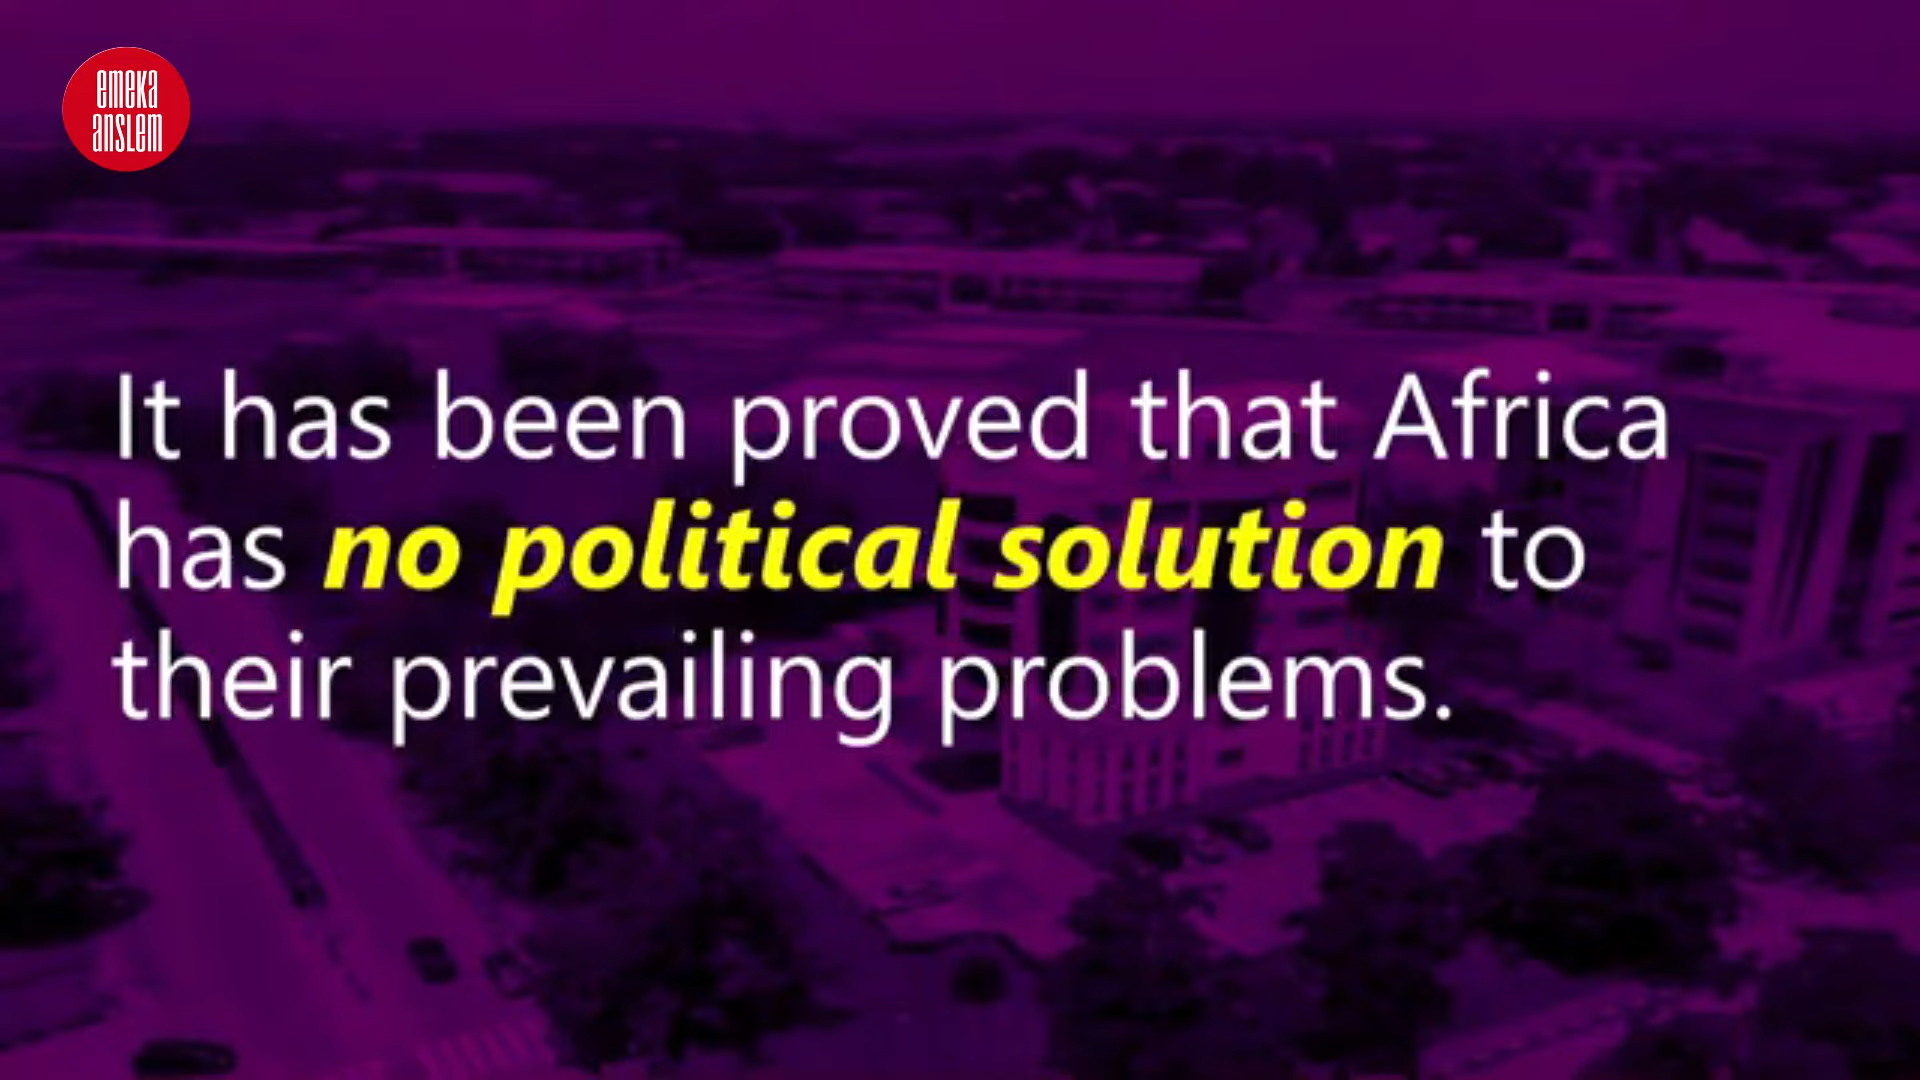 emeka
anslem
It has been proved that Africa
has no political solution to
their prevailing problems.